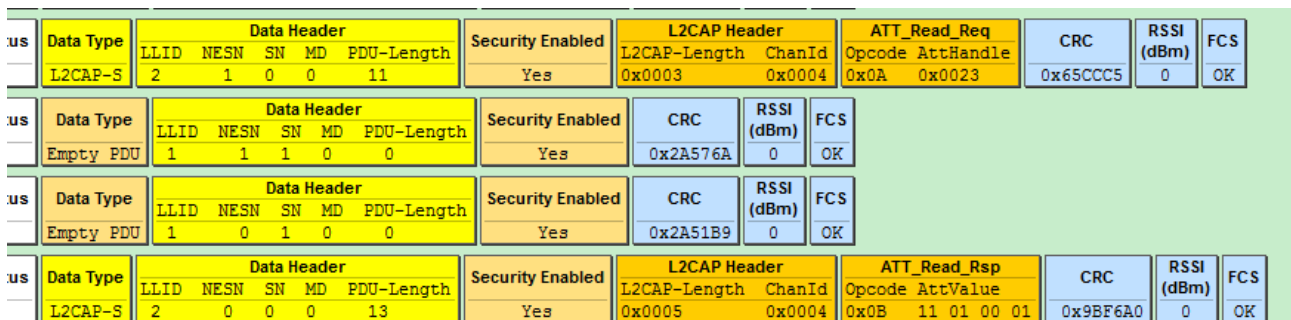 tus Data Type Data Header Security Enabled L2CAP Header ATT_Read_Req CRC RSSI (dBm) FCS
LLID NESN SN MD PDU-Length L2CAP-Length ChanId Opcode AttHandle
L2CAP-S 2 1 0 0 11 Yes 0x0003 0x0004 0x0A 0x0023 0x65CCC5 0 OK
tus Data Type Data Header Security Enabled CRC RSSI (dBm) FCS
LLID NESN SN MD PDU-Length
Empty PDU 1 1 1 0 0 Yes 0x2A576A 0 OK
tus Data Type Data Header Security Enabled CRC RSSI (dBm) FCS
LLID NESN SN MD PDU-Length
Empty PDU 1 0 1 0 0 Yes 0x2A51B9 0 OK
tus Data Type Data Header Security Enabled L2CAP Header ATT_Read_Rsp CRC RSSI (dBm) FCS
LLID NESN SN MD PDU-Length L2CAP-Length ChanId Opcode AttValue
L2CAP-S 2 0 0 0 13 Yes 0x0005 0x0004 0x0B 11 01 00 01 0x9BF6A0 0 OK